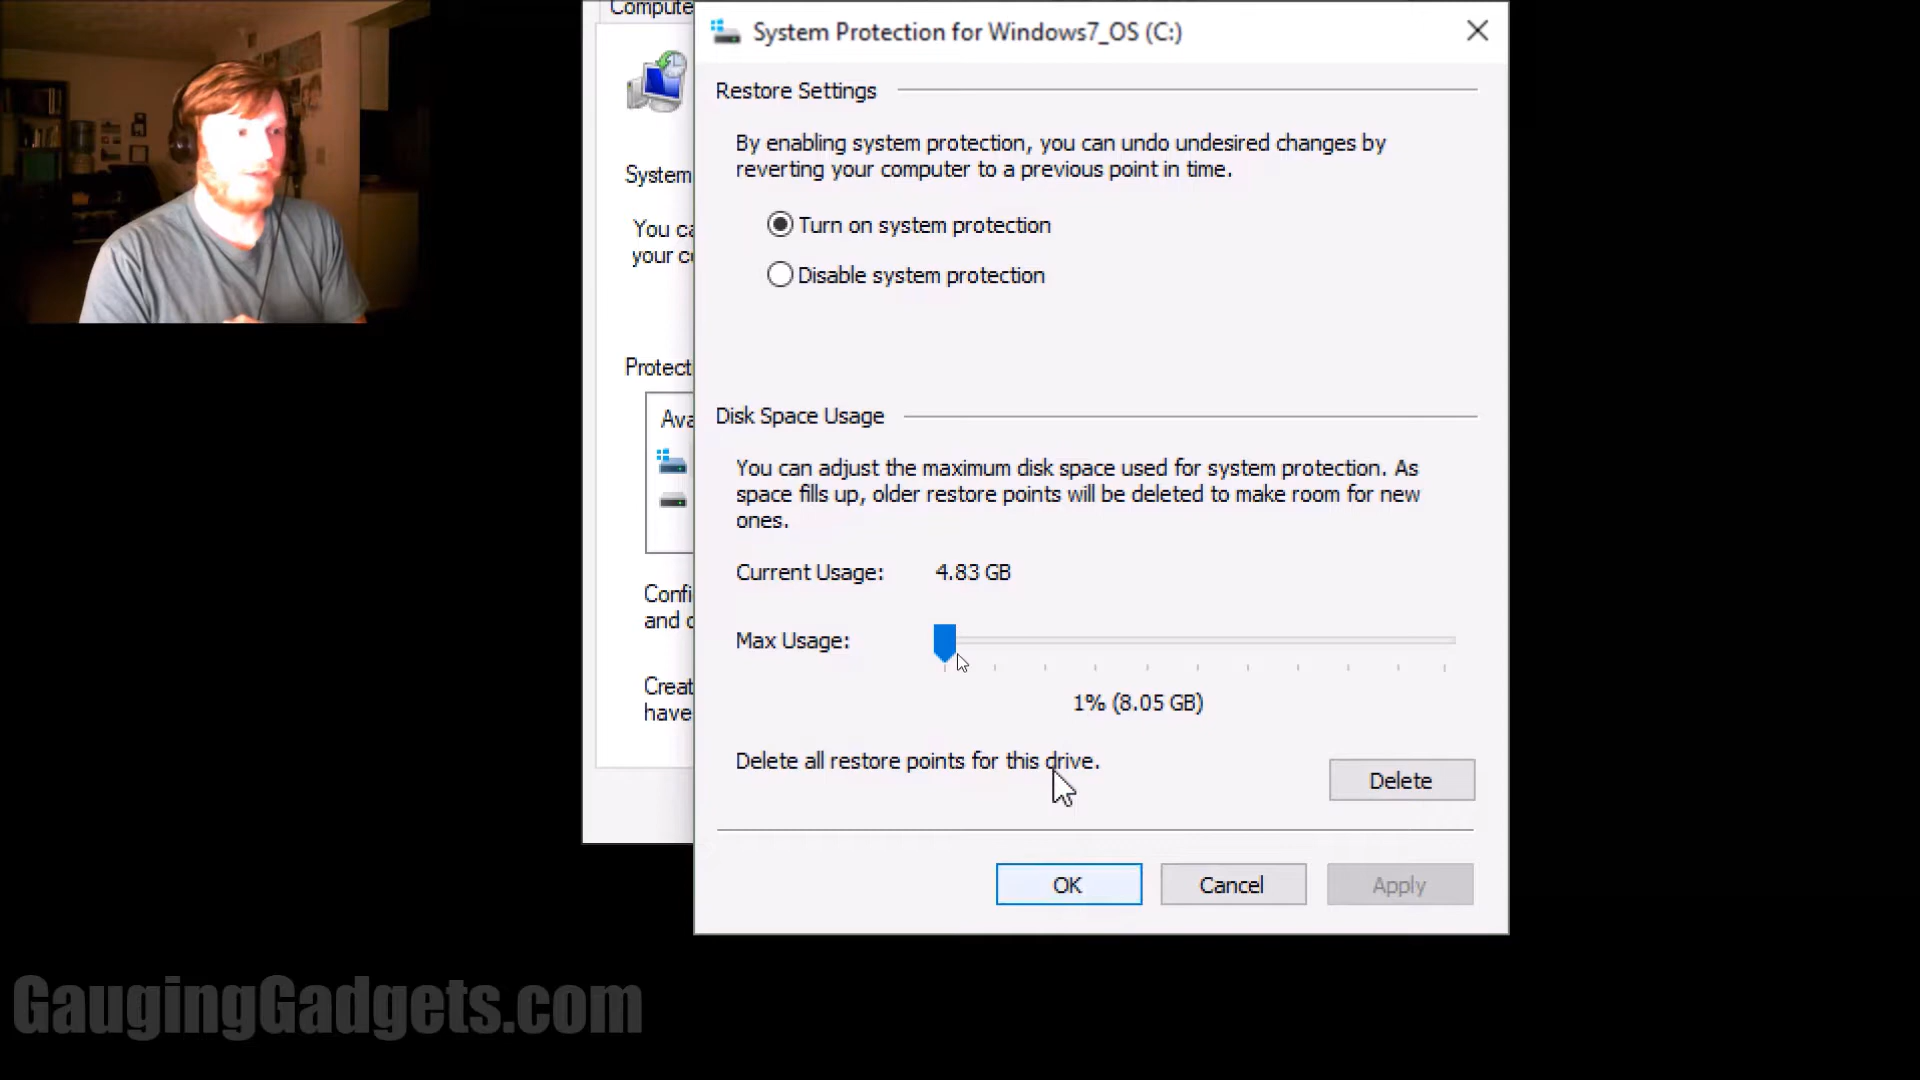 Compute
System Protection for Windows7_OS (C:)
Restore Settings
By enabling system protection, you can undo undesired changes by
reverting your computer to a previous point in time.
System
You ca
your c
Turn on system protection
Disable system protection
Protect
Ava
Disk Space Usage
You can adjust the maximum disk space used for system protection. As
space fills up, older restore points will be deleted to make room for new
ones.
Current Usage: 4.83 GB
Confi
and c
Max Usage:
1% (8.05 GB)
Creat
have
Delete all restore points for this drive.
Delete
OK
Cancel
Apply
GaugingGadgets.com